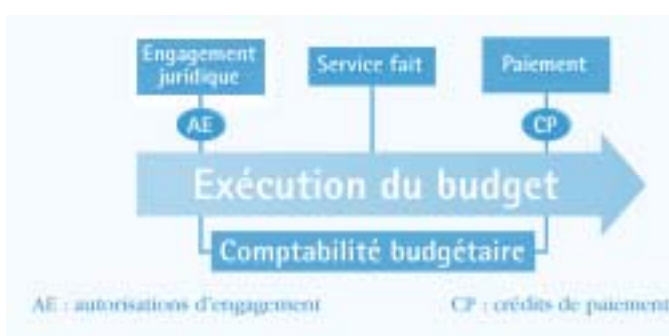 Engagement
juridique
Service fait
Paiement
AE
CP
Exécution du budget
Comptabilité budgétaire
AE : autorisations d'engagement
CP : crédits de paiement